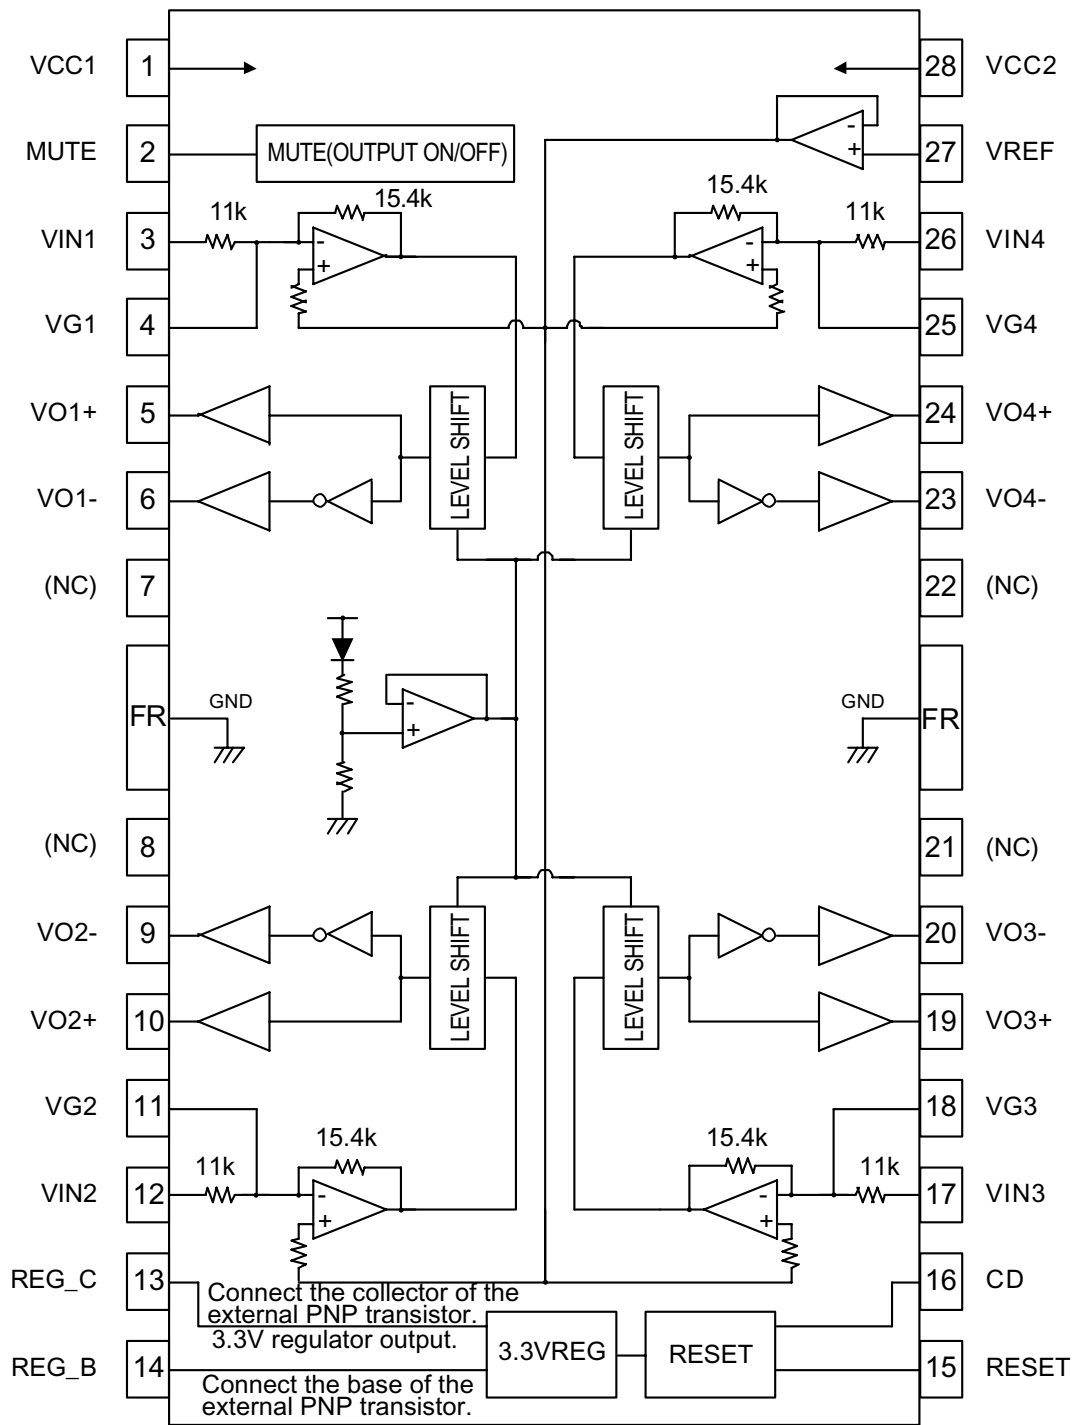 VCC1 1 28 VCC2
MUTE 2 MUTE(OUTPUT ON/OFF) - + 27 VREF
11k 15.4k 15.4k 11k
VIN1 3 - + - + 26 VIN4
VG1 4 25 VG4
VO1+ 5 24 VO4+
LEVEL SHIFT LEVEL SHIFT
VO1- 6 23 VO4-
(NC) 7 22 (NC)
FR GND - + GND FR
(NC) 8 21 (NC)
VO2- 9 20 VO3-
LEVEL SHIFT LEVEL SHIFT
VO2+ 10 19 VO3+
VG2 11 18 VG3
11k 15.4k 15.4k 11k
VIN2 12 - + - + 17 VIN3
REG_C 13 16 CD
Connect the collector of the
external PNP transistor.
3.3V regulator output.
3.3VREG RESET
REG_B 14 15 RESET
Connect the base of the
external PNP transistor.